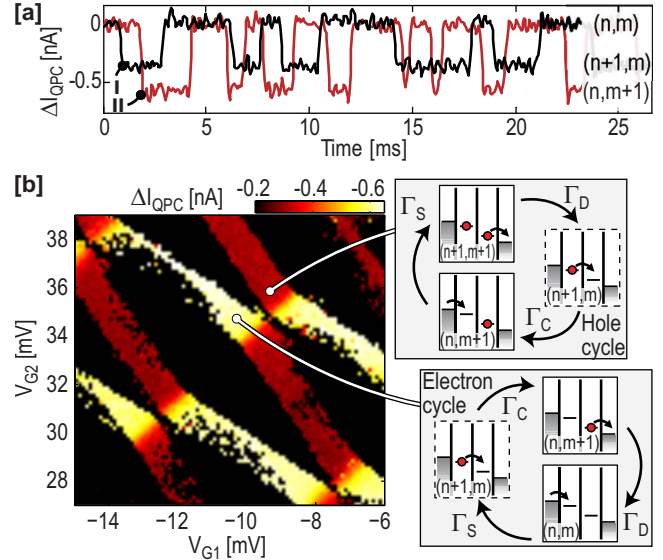 [a]
ΔI_QPC [nA]
0
-0.5
I
II
(n,m)
(n+1,m)
(n,m+1)
0 5 10 15 20 25
Time [ms]
[b]
ΔI_QPC [nA]
-0.2 -0.4 -0.6
V_G2 [mV]
38
36
34
32
30
28
−14 −12 −10 −8 −6
V_G1 [mV]
Γ_S
Γ_D
(n+1,m+1)
(n+1,m)
(n,m+1)
Γ_C
Hole
cycle
Electron
cycle
Γ_C
(n,m+1)
(n+1,m)
(n,m)
Γ_S
Γ_D